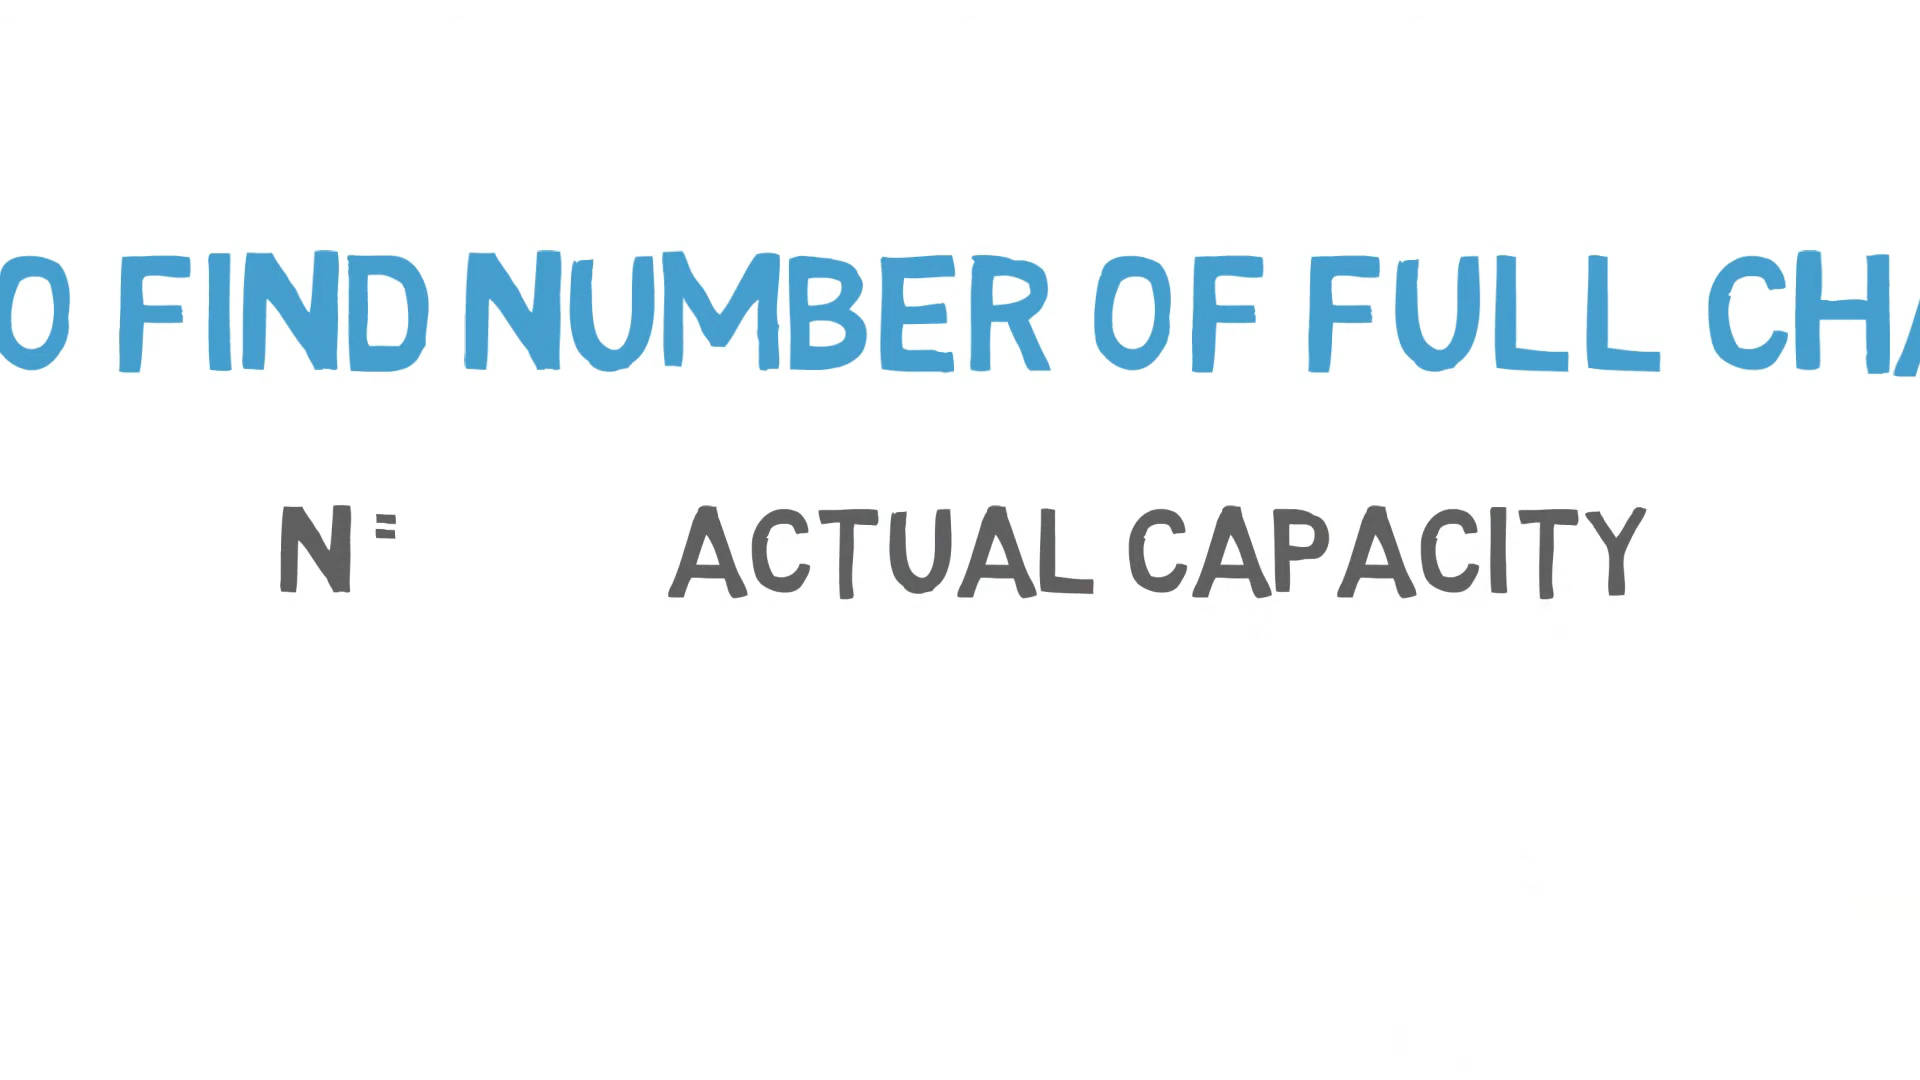 O FIND NUMBER OF FULL CHA
N = ACTUAL CAPACITY